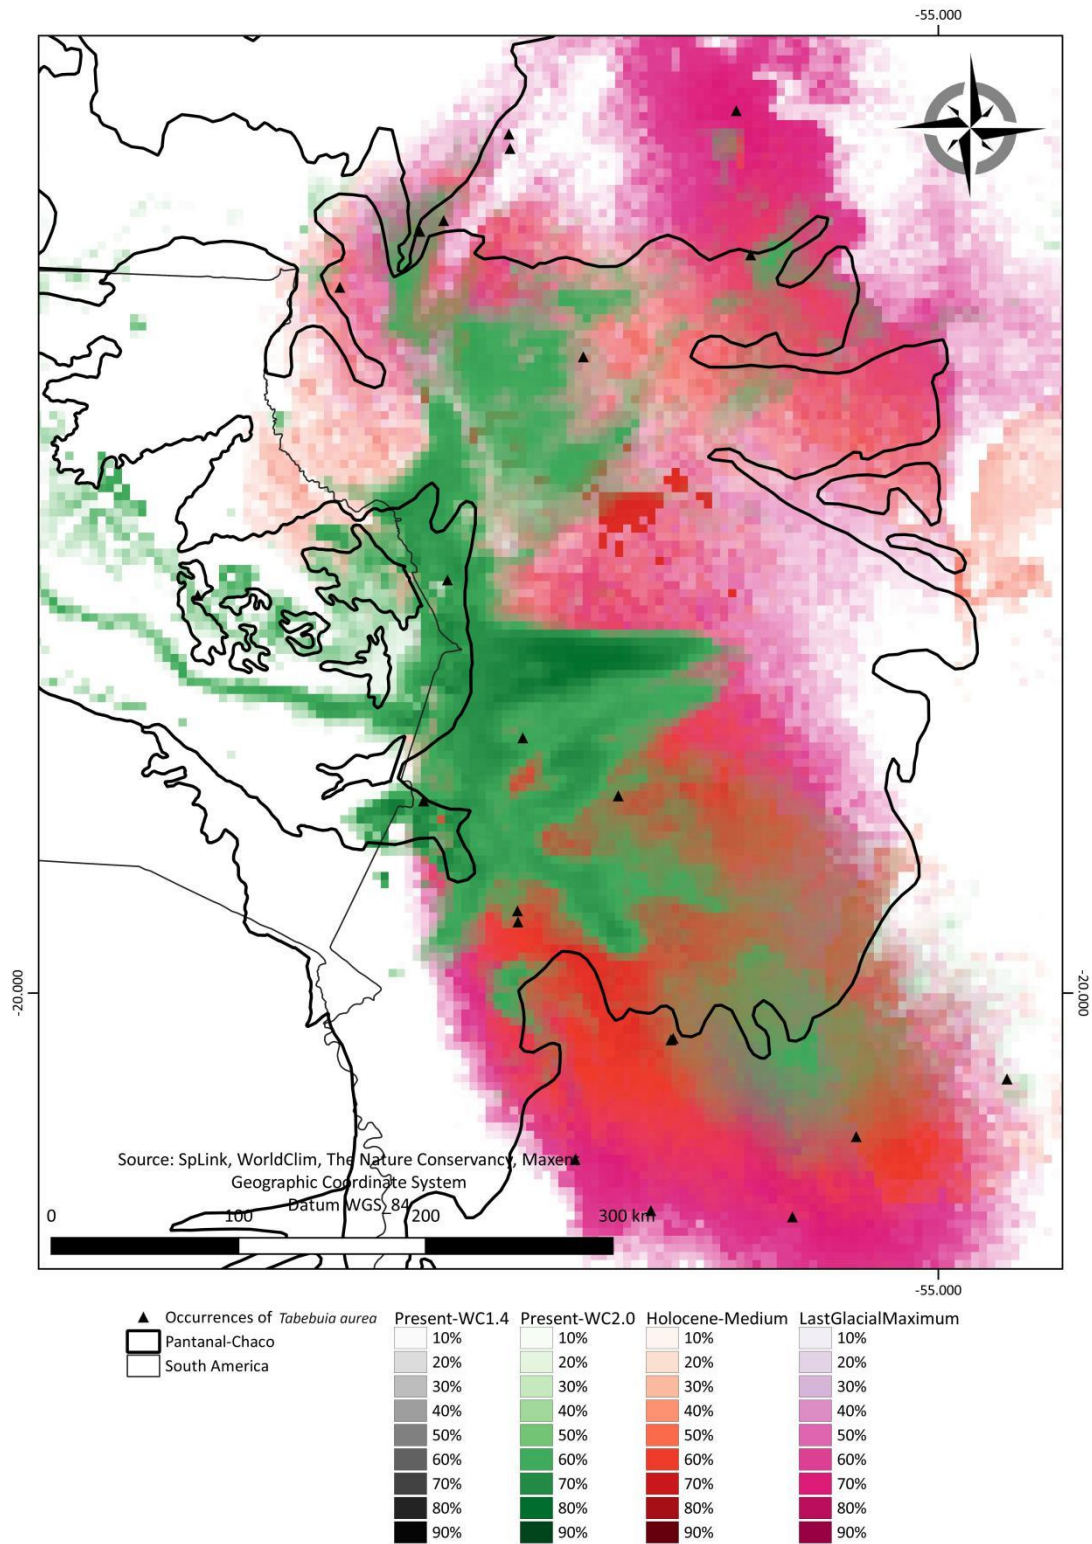 -55.000
-20.000
-20.000
Source: SpLink, WorldClim, The Nature Conservancy, Maxent
Geographic Coordinate System
Datum WGS_84
0 100 200 300 km
-55.000
Occurrences of Tabebuia aurea
Pantanal-Chaco
South America
Present-WC1.4 Present-WC2.0 Holocene-Medium LastGlacialMaximum
10% 10% 10% 10%
20% 20% 20% 20%
30% 30% 30% 30%
40% 40% 40% 40%
50% 50% 50% 50%
60% 60% 60% 60%
70% 70% 70% 70%
80% 80% 80% 80%
90% 90% 90% 90%